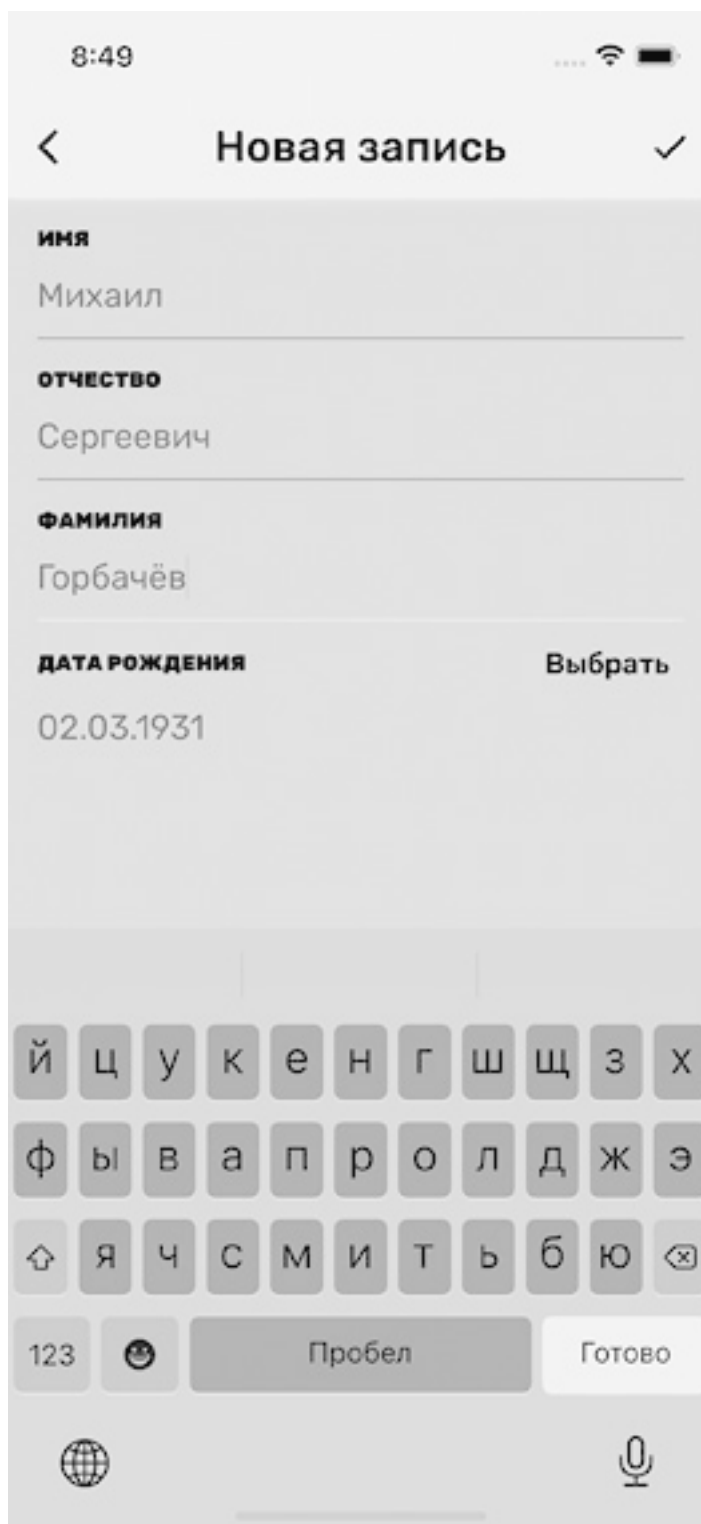 8:49
Новая запись
ИМЯ
Михаил
ОТЧЕСТВО
Сергеевич
ФАМИЛИЯ
Горбачёв
ДАТА РОЖДЕНИЯ Выбрать
02.03.1931
й ц у к е н г ш щ з х
ф ы в а п р о л д ж э
я ч с м и т ь б ю
123 Пробел Готово